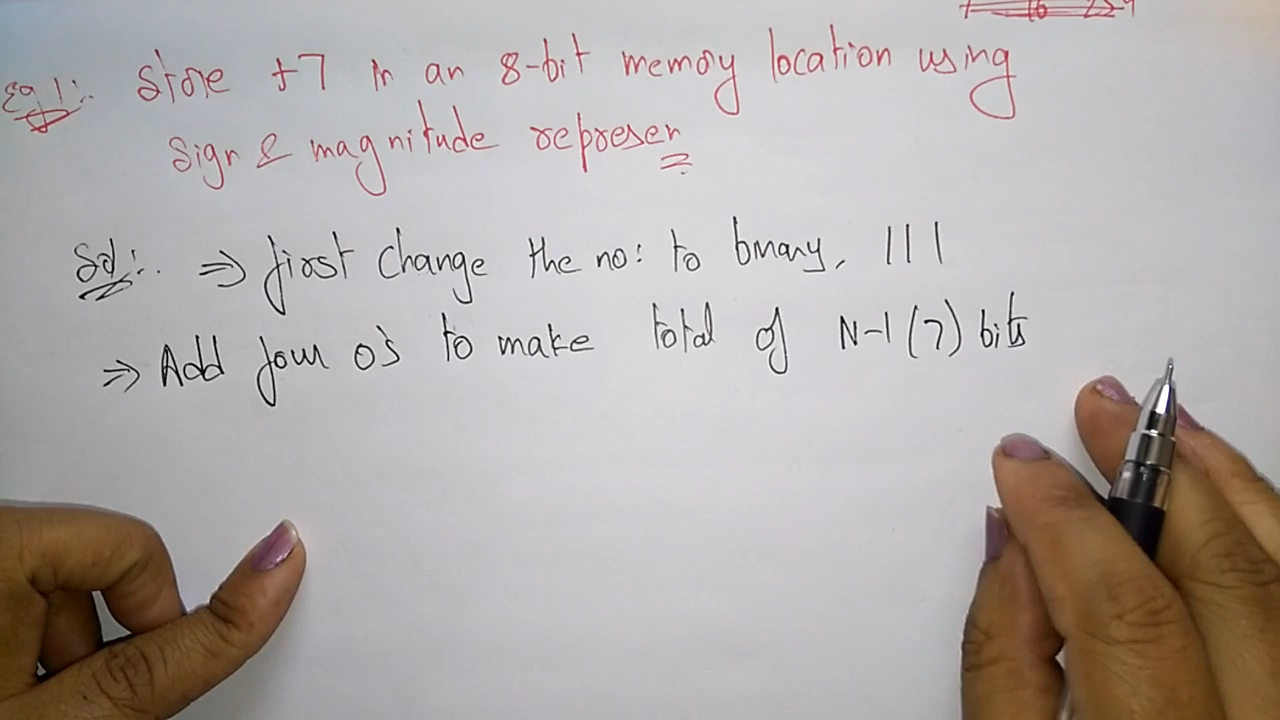 Eg 1:. Store +7 in an 8-bit memory location using
Sign & magnitude represen
Sol:. ⇒ first change the no: to binary. 111
⇒ Add four 0's to make total of N-1 (7) bits